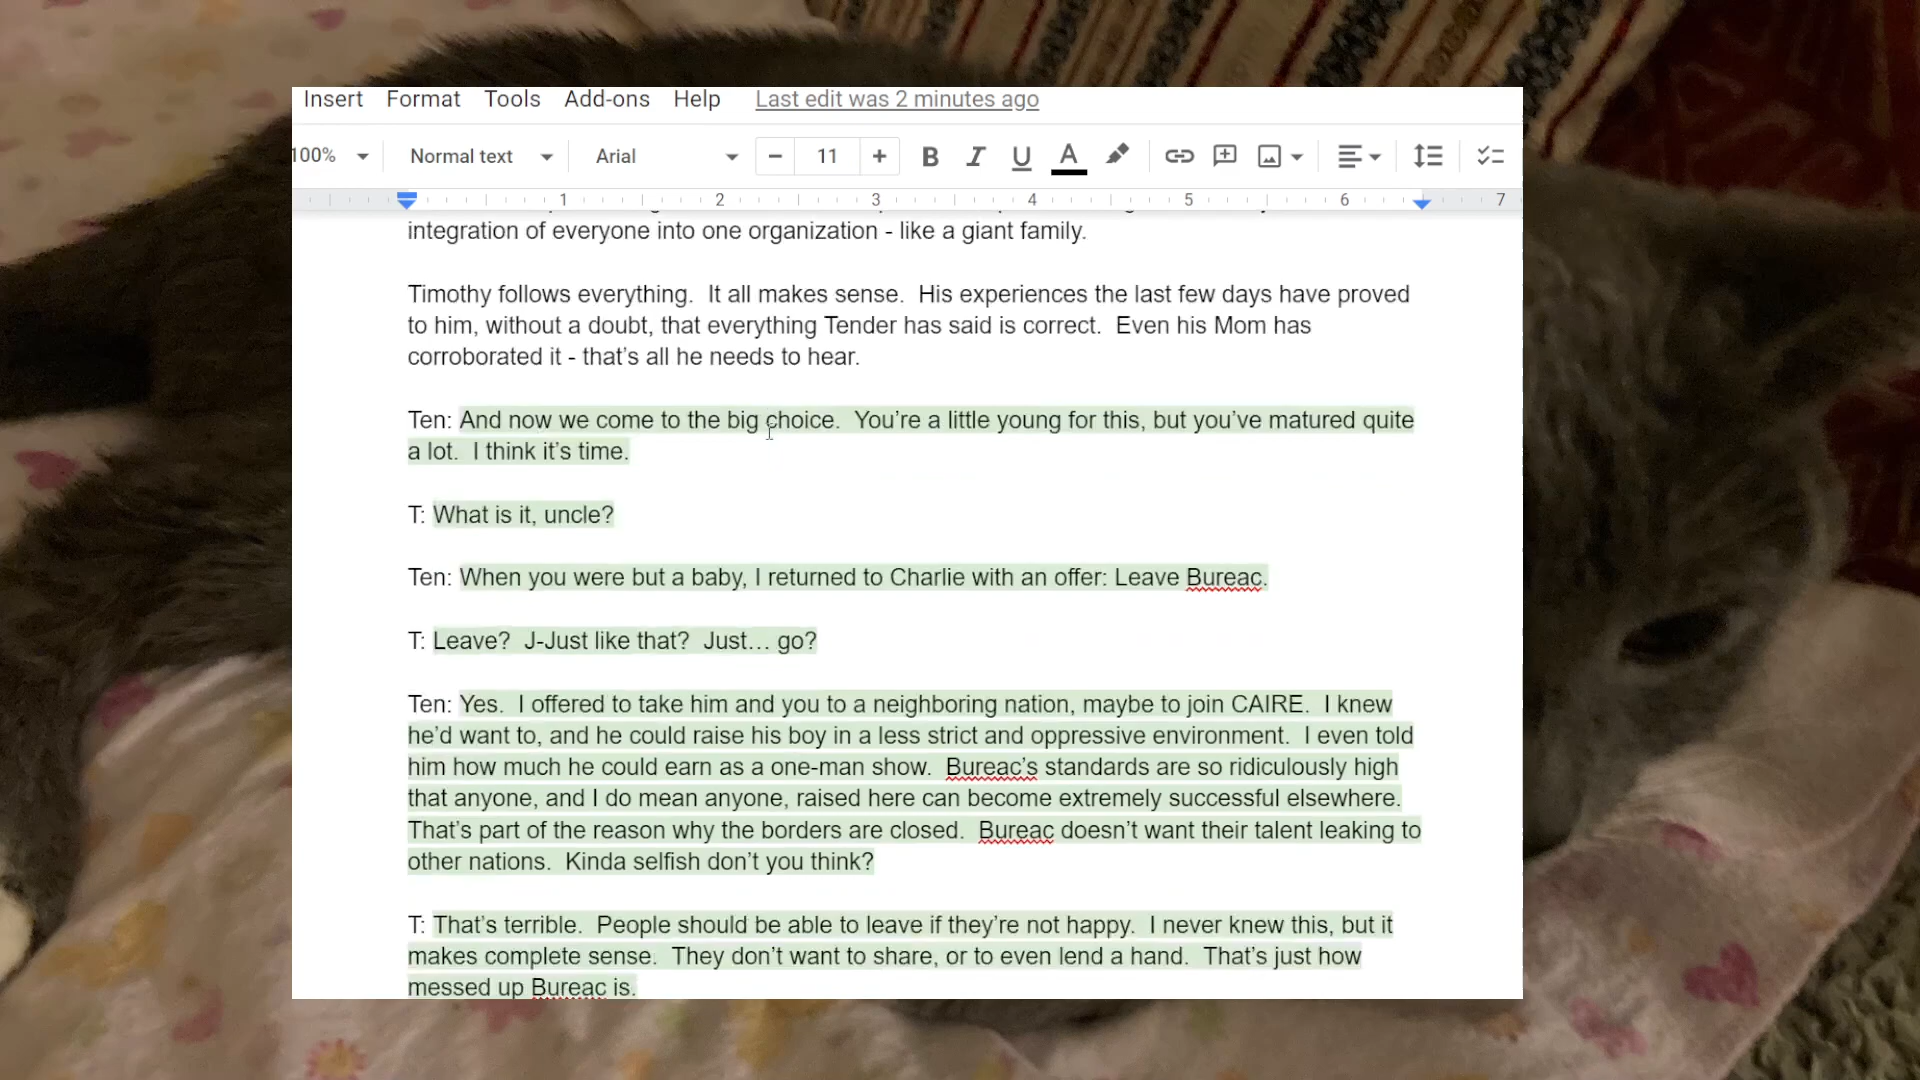 Insert Format Tools Add-ons Help Last edit was 2 minutes ago
100% Normal text Arial − 11 + B I U A
1 2 3 4 5 6 7
integration of everyone into one organization - like a giant family.
Timothy follows everything.  It all makes sense.  His experiences the last few days have proved
to him, without a doubt, that everything Tender has said is correct.  Even his Mom has
corroborated it - that’s all he needs to hear.
Ten: And now we come to the big choice.  You’re a little young for this, but you’ve matured quite
a lot.  I think it’s time.
T: What is it, uncle?
Ten: When you were but a baby, I returned to Charlie with an offer: Leave Bureac.
T: Leave?  J-Just like that?  Just… go?
Ten: Yes.  I offered to take him and you to a neighboring nation, maybe to join CAIRE.  I knew
he’d want to, and he could raise his boy in a less strict and oppressive environment.  I even told
him how much he could earn as a one-man show.  Bureac’s standards are so ridiculously high
that anyone, and I do mean anyone, raised here can become extremely successful elsewhere.
That’s part of the reason why the borders are closed.  Bureac doesn’t want their talent leaking to
other nations.  Kinda selfish don’t you think?
T: That’s terrible.  People should be able to leave if they’re not happy.  I never knew this, but it
makes complete sense.  They don’t want to share, or to even lend a hand.  That’s just how
messed up Bureac is.